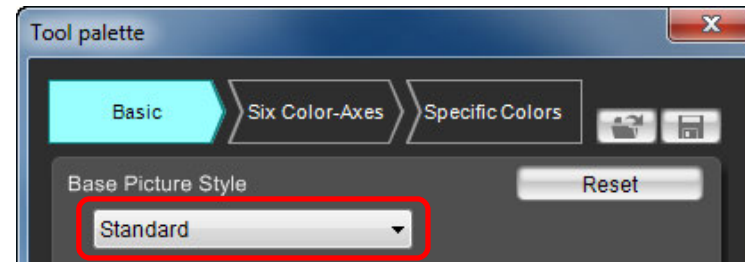 Tool palette
X
Basic Six Color-Axes Specific Colors
Base Picture Style Reset
Standard